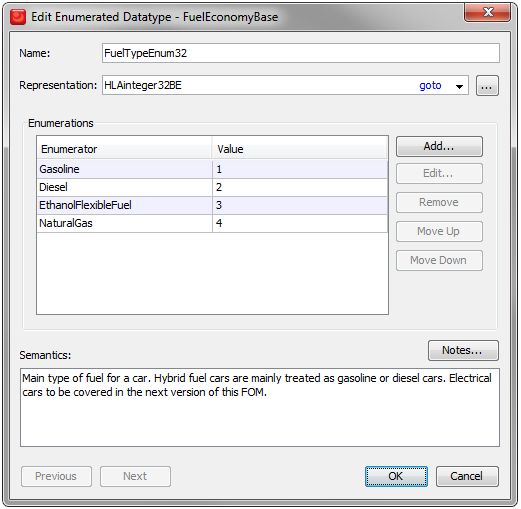 Edit Enumerated Datatype - FuelEconomyBase
Name: FuelTypeEnum32
Representation: HLAinteger32BE goto ...
Enumerations
Enumerator Value Add...
Gasoline 1
Diesel 2 Edit...
EthanolFlexibleFuel 3 Remove
NaturalGas 4 Move Up
Move Down
Semantics: Notes...
Main type of fuel for a car. Hybrid fuel cars are mainly treated as gasoline or diesel cars. Electrical
cars to be covered in the next version of this FOM.
Previous Next OK Cancel